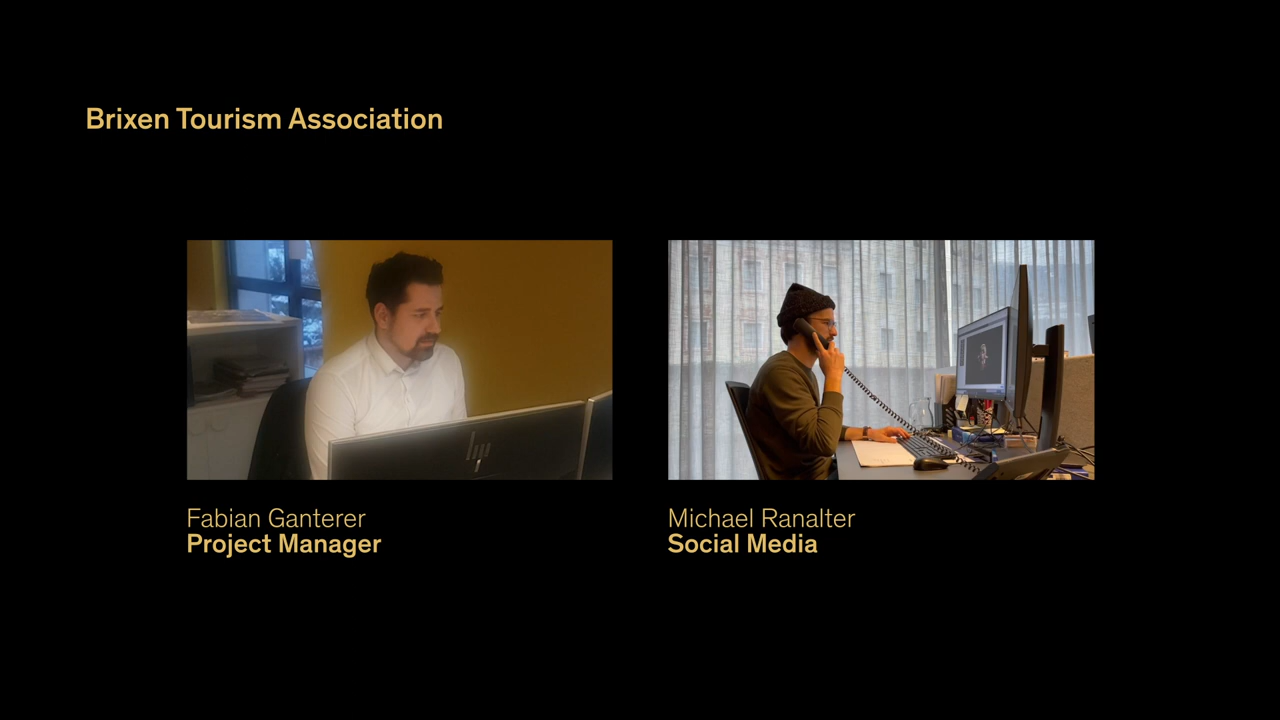 Brixen Tourism Association
Fabian Ganterer
Project Manager
Michael Ranalter
Social Media